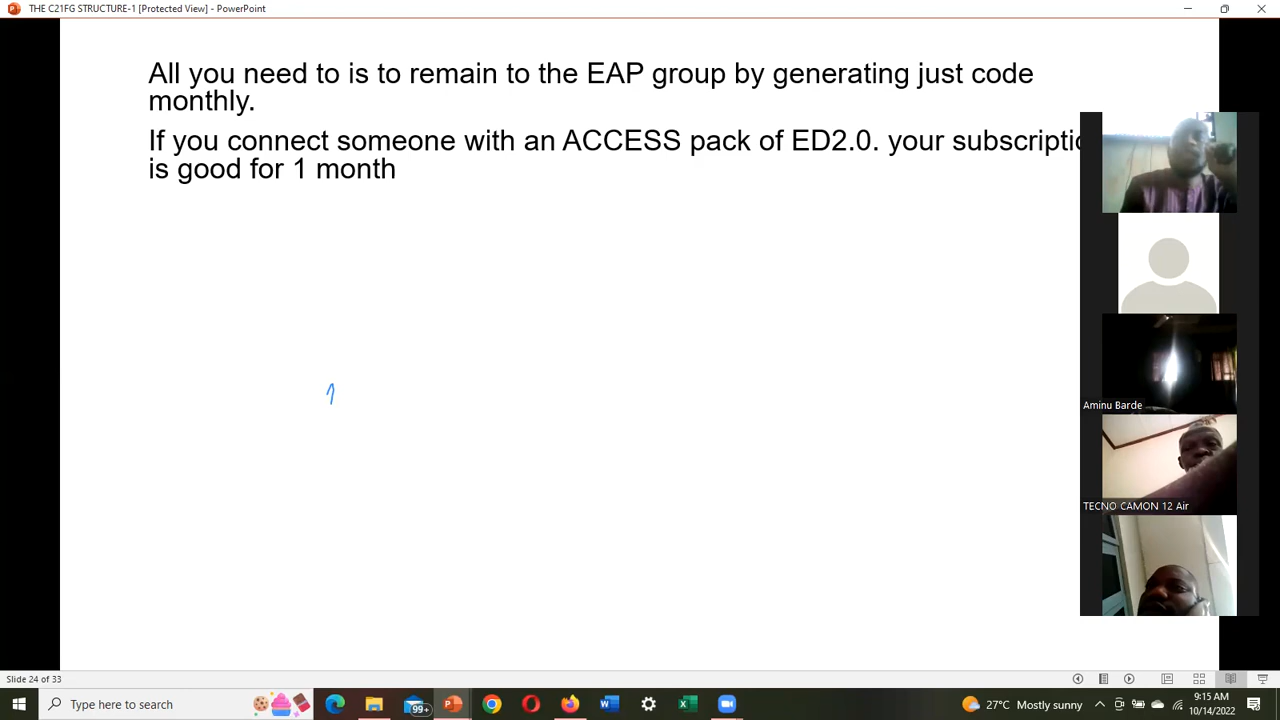 THE C21FG STRUCTURE-1 [Protected View] - PowerPoint
All you need to is to remain to the EAP group by generating just code
monthly.
If you connect someone with an ACCESS pack of ED2.0. your subscriptio
is good for 1 month
Aminu Barde
TECNO CAMON 12 Air
Slide 24 of 33
Type here to search
99+
27°C Mostly sunny
9:15 AM
10/14/2022